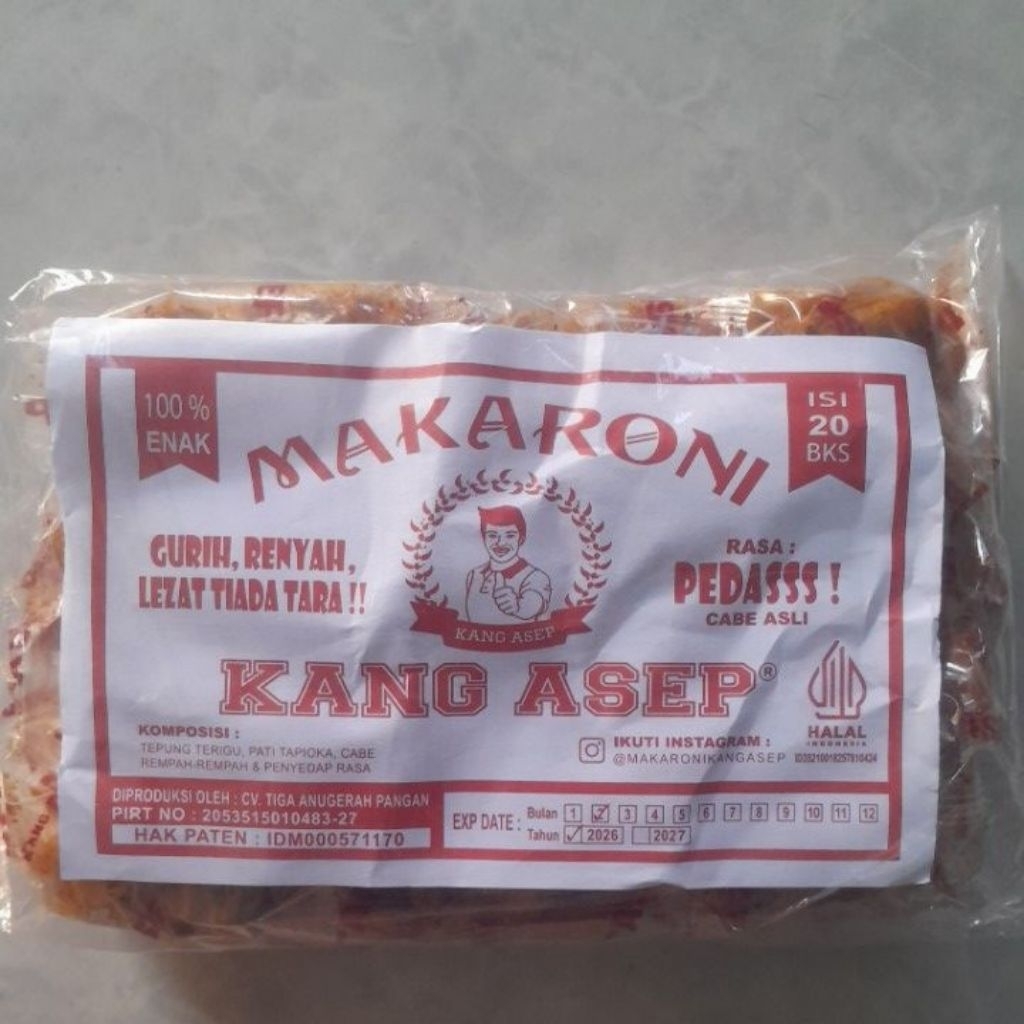 100 %
ENAK
MAKARONI
ISI
20
BKS
GURIH, RENYAH,
LEZAT TIADA TARA !!
KANG ASEP
RASA :
PEDASSS !
CABE ASLI
KANG ASEP®
HALAL
INDONESIA
KOMPOSISI :
TEPUNG TERIGU, PATI TAPIOKA, CABE
REMPAH-REMPAH & PENYEDAP RASA
IKUTI INSTAGRAM :
@MAKARONIKANGASEP
DIPRODUKSI OLEH : CV. TIGA ANUGERAH PANGAN
PIRT NO : 2053515010483-27
HAK PATEN : IDM000571170
EXP DATE :
Bulan 1 2 3 4 5 6 7 8 9 10 11 12
Tahun 2026 2027